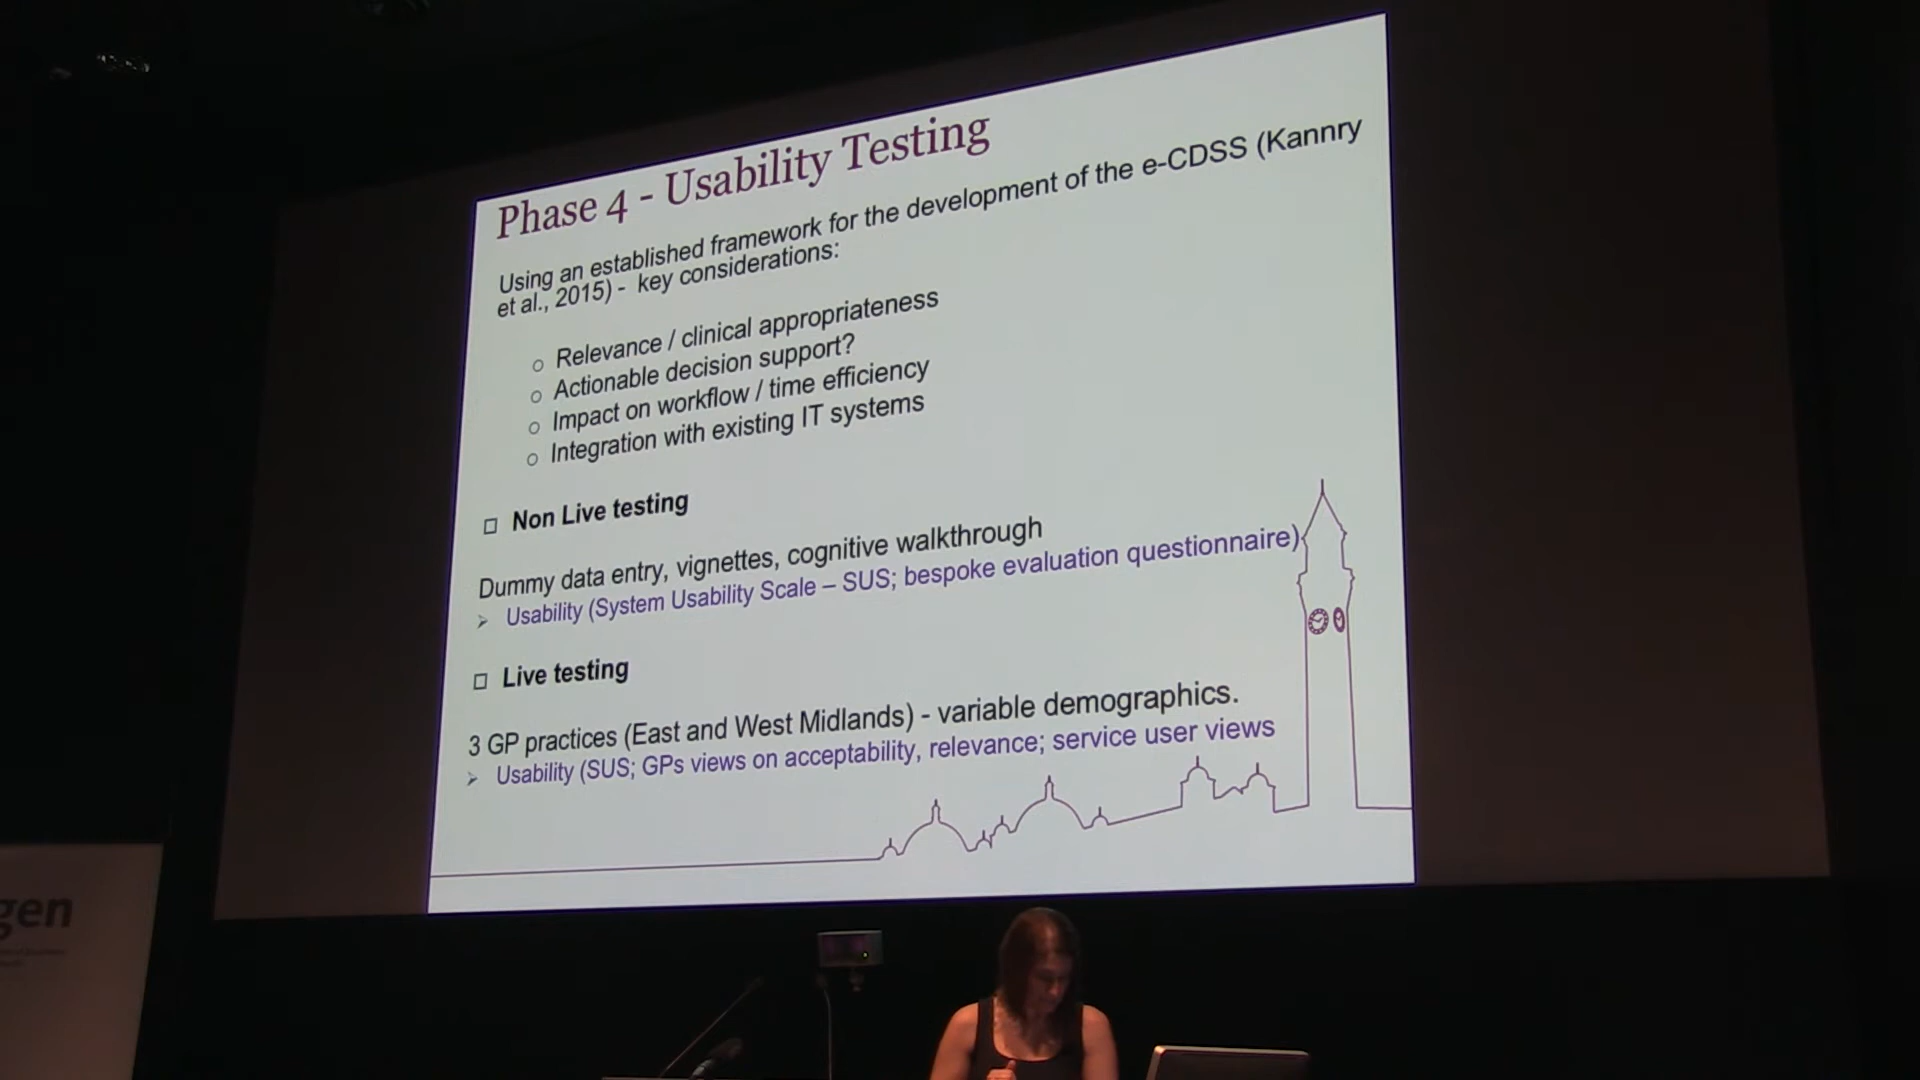 Phase 4 - Usability Testing
Using an established framework for the development of the e-CDSS (Kannry
et al., 2015) - key considerations:
○ Relevance / clinical appropriateness
○ Actionable decision support?
○ Impact on workflow / time efficiency
○ Integration with existing IT systems
□ Non Live testing
Dummy data entry, vignettes, cognitive walkthrough
➢ Usability (System Usability Scale – SUS; bespoke evaluation questionnaire)
□ Live testing
3 GP practices (East and West Midlands) - variable demographics.
➢ Usability (SUS; GPs views on acceptability, relevance; service user views
gen